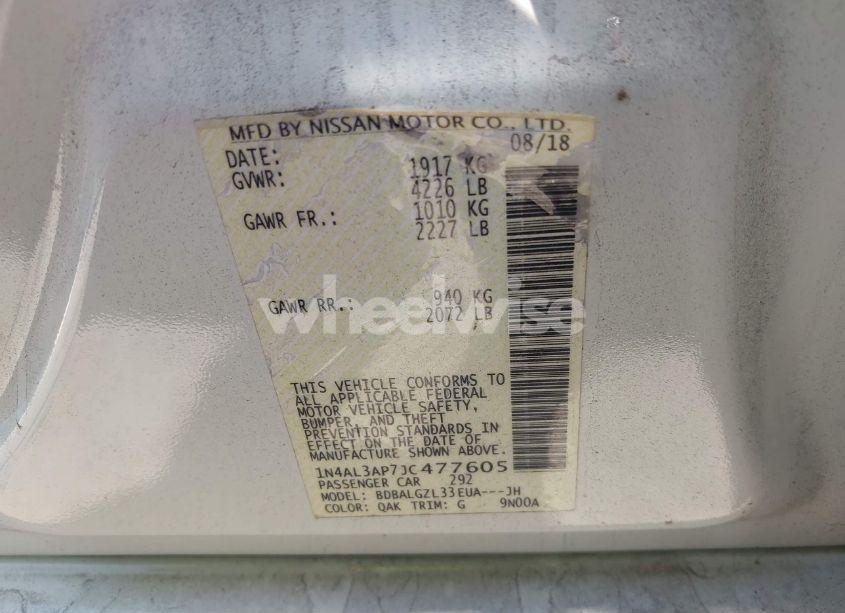 MFD BY NISSAN MOTOR CO., LTD.
DATE: 08/18
GVWR: 1917 KG
4226 LB
GAWR FR.: 1010 KG
2227 LB
GAWR RR.: 940 KG
2072 LB
wheelwise
THIS VEHICLE CONFORMS TO
ALL APPLICABLE FEDERAL
MOTOR VEHICLE SAFETY,
BUMPER, AND THEFT
PREVENTION STANDARDS IN
EFFECT ON THE DATE OF
MANUFACTURE SHOWN ABOVE.
1N4AL3AP7JC477605
PASSENGER CAR 292
MODEL: BDBALGZL33EUA---JH
COLOR: QAK TRIM: G 9N00A